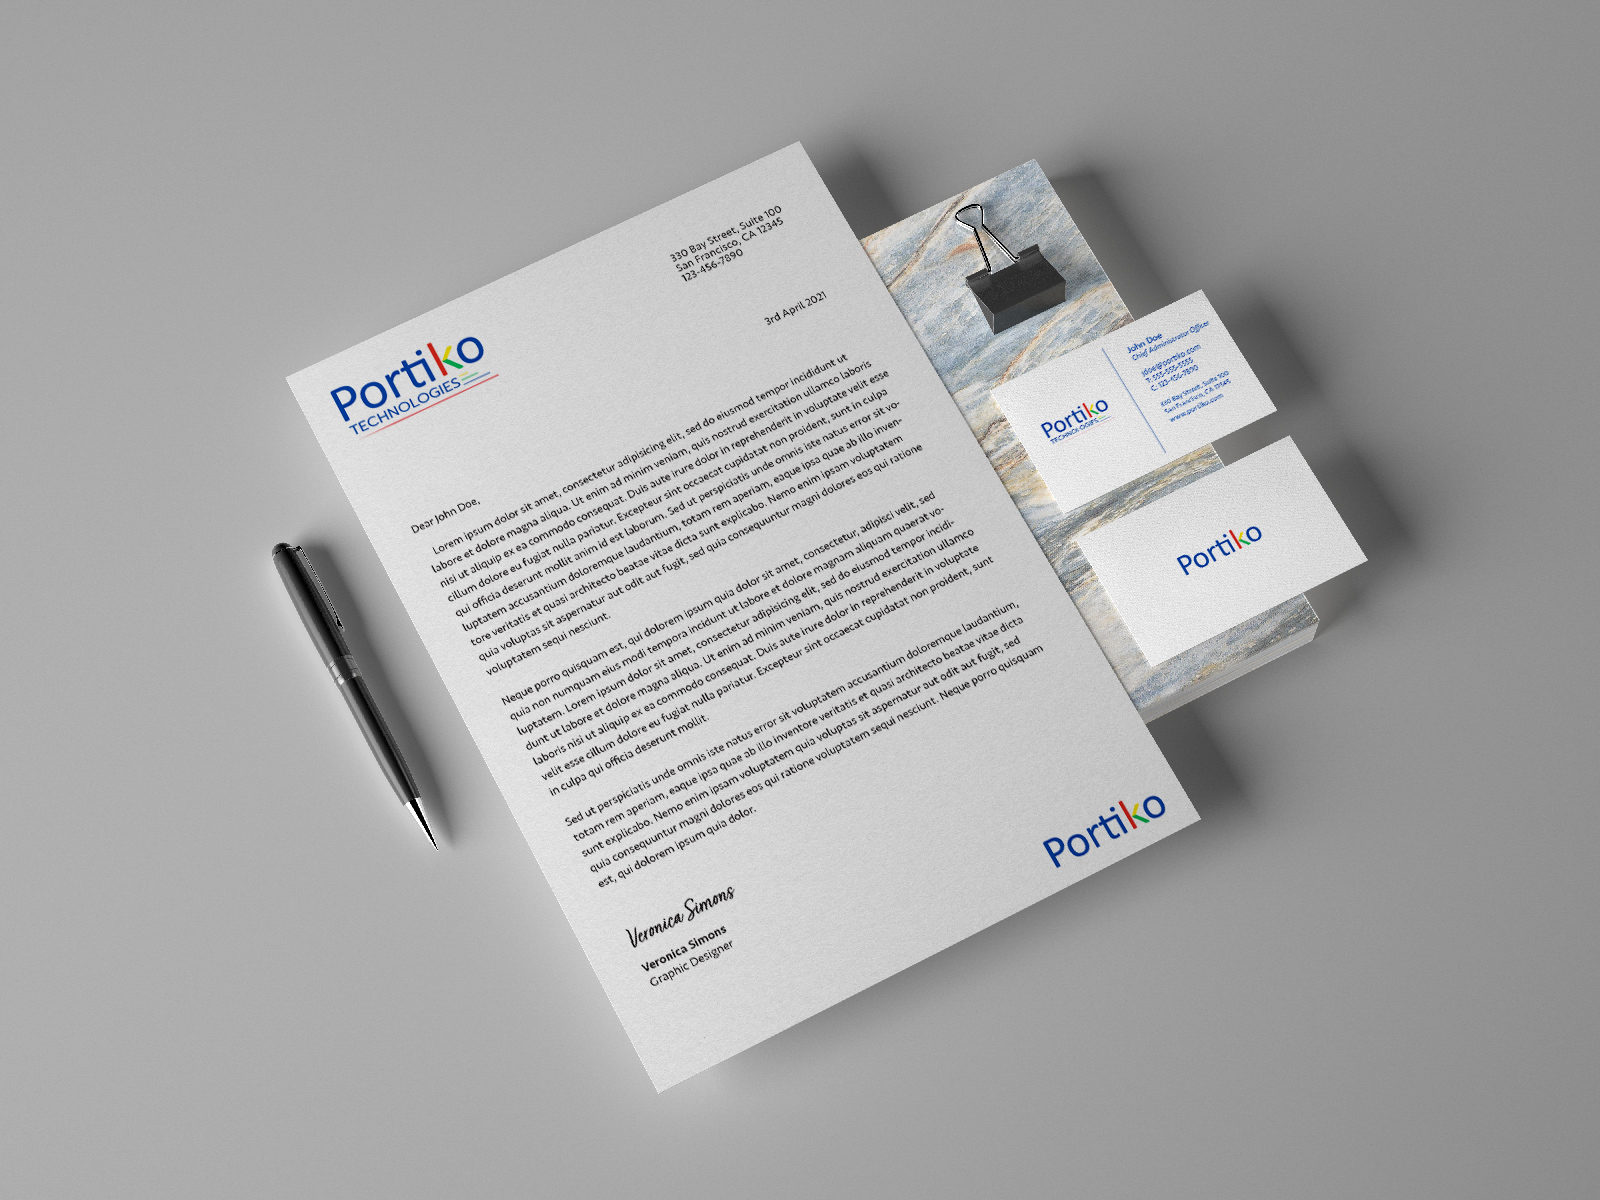 330 Bay Street, Suite 100
San Francisco, CA 12345
123-456-7890
3rd April 2021
Portiko
TECHNOLOGIES
Dear John Doe,
Lorem ipsum dolor sit amet, consectetur adipisicing elit, sed do eiusmod tempor incididunt ut
labore et dolore magna aliqua. Ut enim ad minim veniam, quis nostrud exercitation ullamco laboris
nisi ut aliquip ex ea commodo consequat. Duis aute irure dolor in reprehenderit in voluptate velit esse
cillum dolore eu fugiat nulla pariatur. Excepteur sint occaecat cupidatat non proident, sunt in culpa
qui officia deserunt mollit anim id est laborum. Sed ut perspiciatis unde omnis iste natus error sit vo-
luptatem accusantium doloremque laudantium, totam rem aperiam, eaque ipsa quae ab illo inven-
tore veritatis et quasi architecto beatae vitae dicta sunt explicabo. Nemo enim ipsam voluptatem
quia voluptas sit aspernatur aut odit aut fugit, sed quia consequuntur magni dolores eos qui ratione
voluptatem sequi nesciunt.
Neque porro quisquam est, qui dolorem ipsum quia dolor sit amet, consectetur, adipisci velit, sed
quia non numquam eius modi tempora incidunt ut labore et dolore magnam aliquam quaerat vo-
luptatem. Lorem ipsum dolor sit amet, consectetur adipisicing elit, sed do eiusmod tempor incidi-
dunt ut labore et dolore magna aliqua. Ut enim ad minim veniam, quis nostrud exercitation ullamco
laboris nisi ut aliquip ex ea commodo consequat. Duis aute irure dolor in reprehenderit in voluptate
velit esse cillum dolore eu fugiat nulla pariatur. Excepteur sint occaecat cupidatat non proident, sunt
in culpa qui officia deserunt mollit.
Sed ut perspiciatis unde omnis iste natus error sit voluptatem accusantium doloremque laudantium,
totam rem aperiam, eaque ipsa quae ab illo inventore veritatis et quasi architecto beatae vitae dicta
sunt explicabo. Nemo enim ipsam voluptatem quia voluptas sit aspernatur aut odit aut fugit, sed
quia consequuntur magni dolores eos qui ratione voluptatem sequi nesciunt. Neque porro quisquam
est, qui dolorem ipsum quia dolor.
Veronica Simons
Veronica Simons
Graphic Designer
Portiko
Portiko
TECHNOLOGIES
John Doe
Chief Administrator Officer
jdoe@portiko.com
T: 555-555-5555
C: 123-456-7890
330 Bay Street, Suite 100
San Francisco, CA 12345
www.portiko.com
Portiko